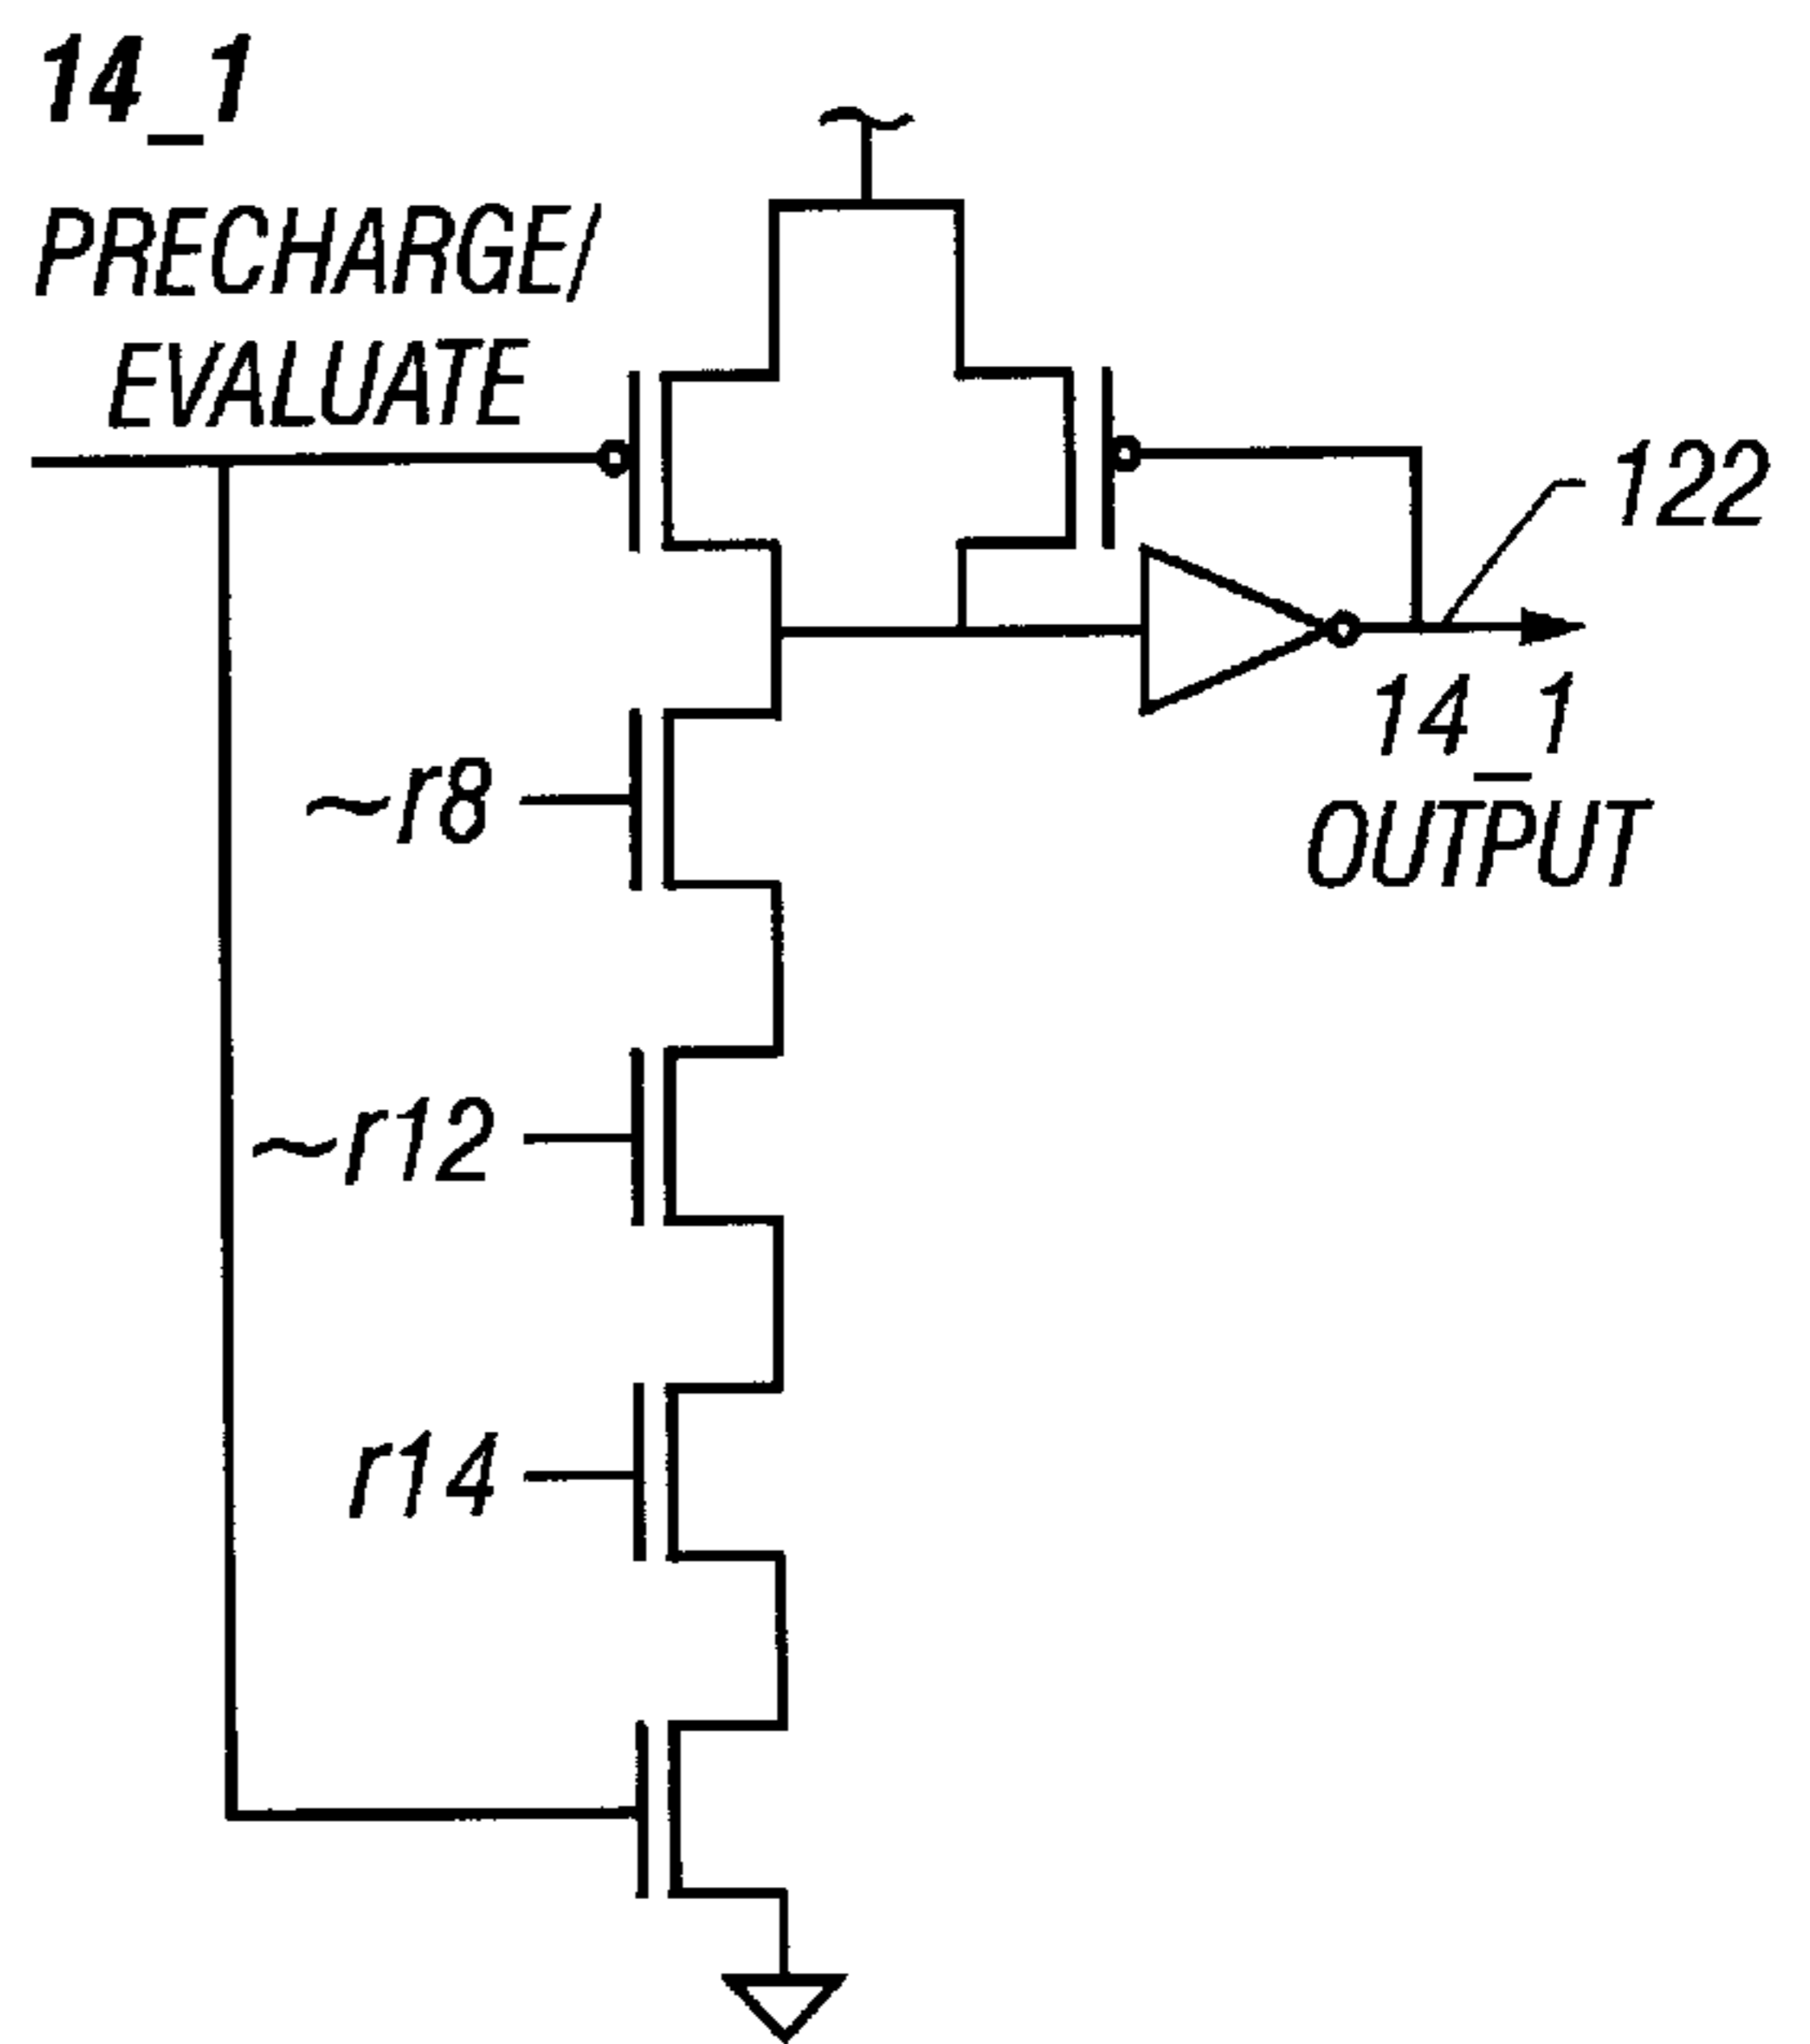 14_1
PRECHARGE/
EVALUATE
122
14_1
OUTPUT
~r8
~r12
r14